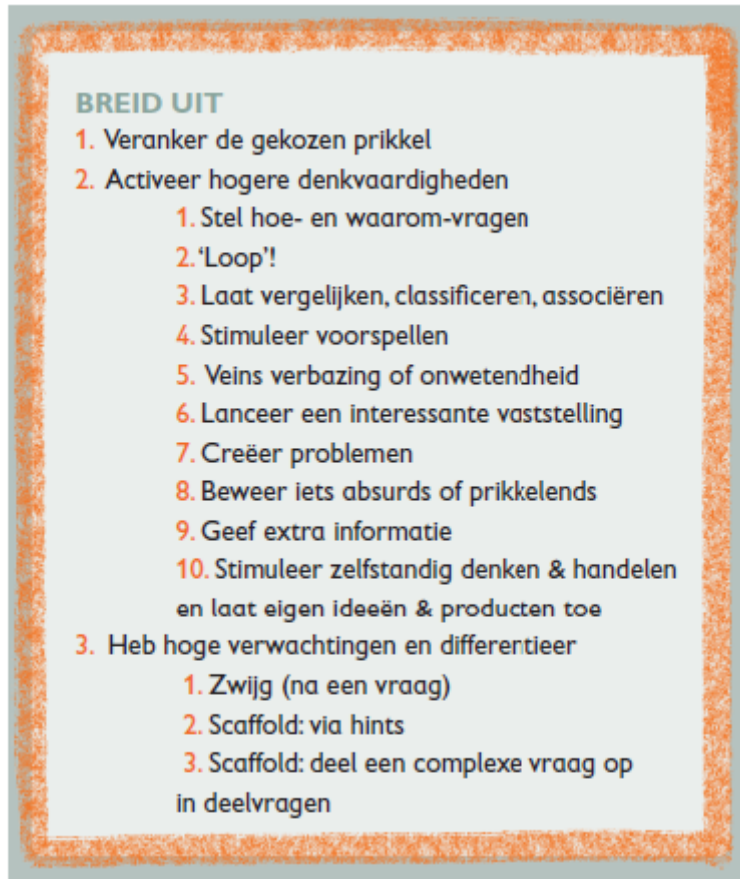 BREID UIT
1. Veranker de gekozen prikkel
2. Activeer hogere denkvaardigheden
1. Stel hoe- en waarom-vragen
2. ‘Loop’!
3. Laat vergelijken, classificeren, associëren
4. Stimuleer voorspellen
5. Veins verbazing of onwetendheid
6. Lanceer een interessante vaststelling
7. Creëer problemen
8. Beweer iets absurds of prikkelends
9. Geef extra informatie
10. Stimuleer zelfstandig denken & handelen
en laat eigen ideeën & producten toe
3. Heb hoge verwachtingen en differentieer
1. Zwijg (na een vraag)
2. Scaffold: via hints
3. Scaffold: deel een complexe vraag op
in deelvragen